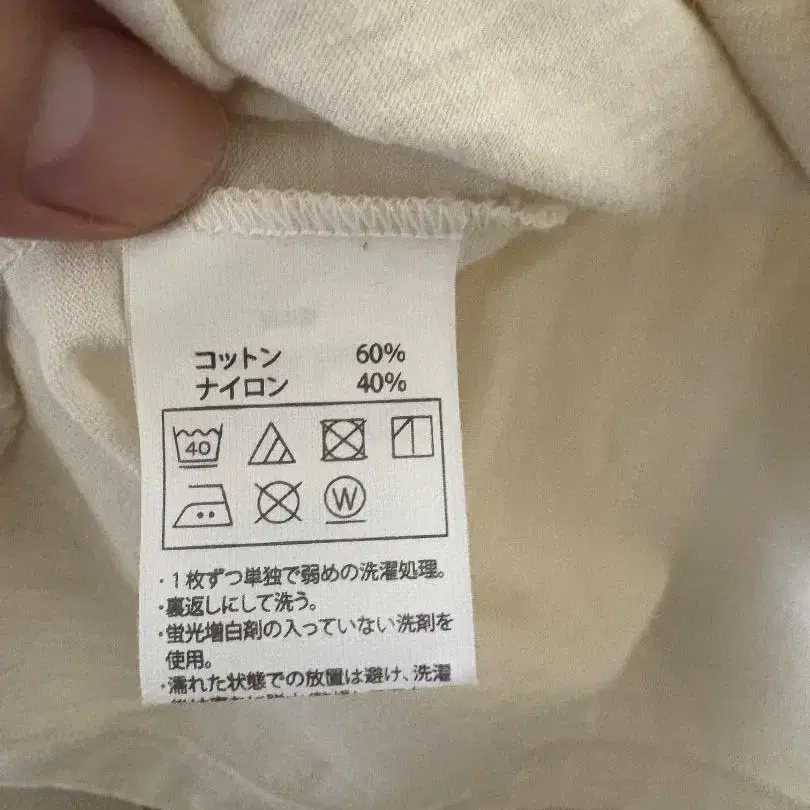 コットン 60%
ナイロン 40%
40
W
・1枚ずつ単独で弱めの洗濯処理。
・裏返しにして洗う。
・蛍光増白剤の入っていない洗剤を
使用。
・濡れた状態での放置は避け、洗濯